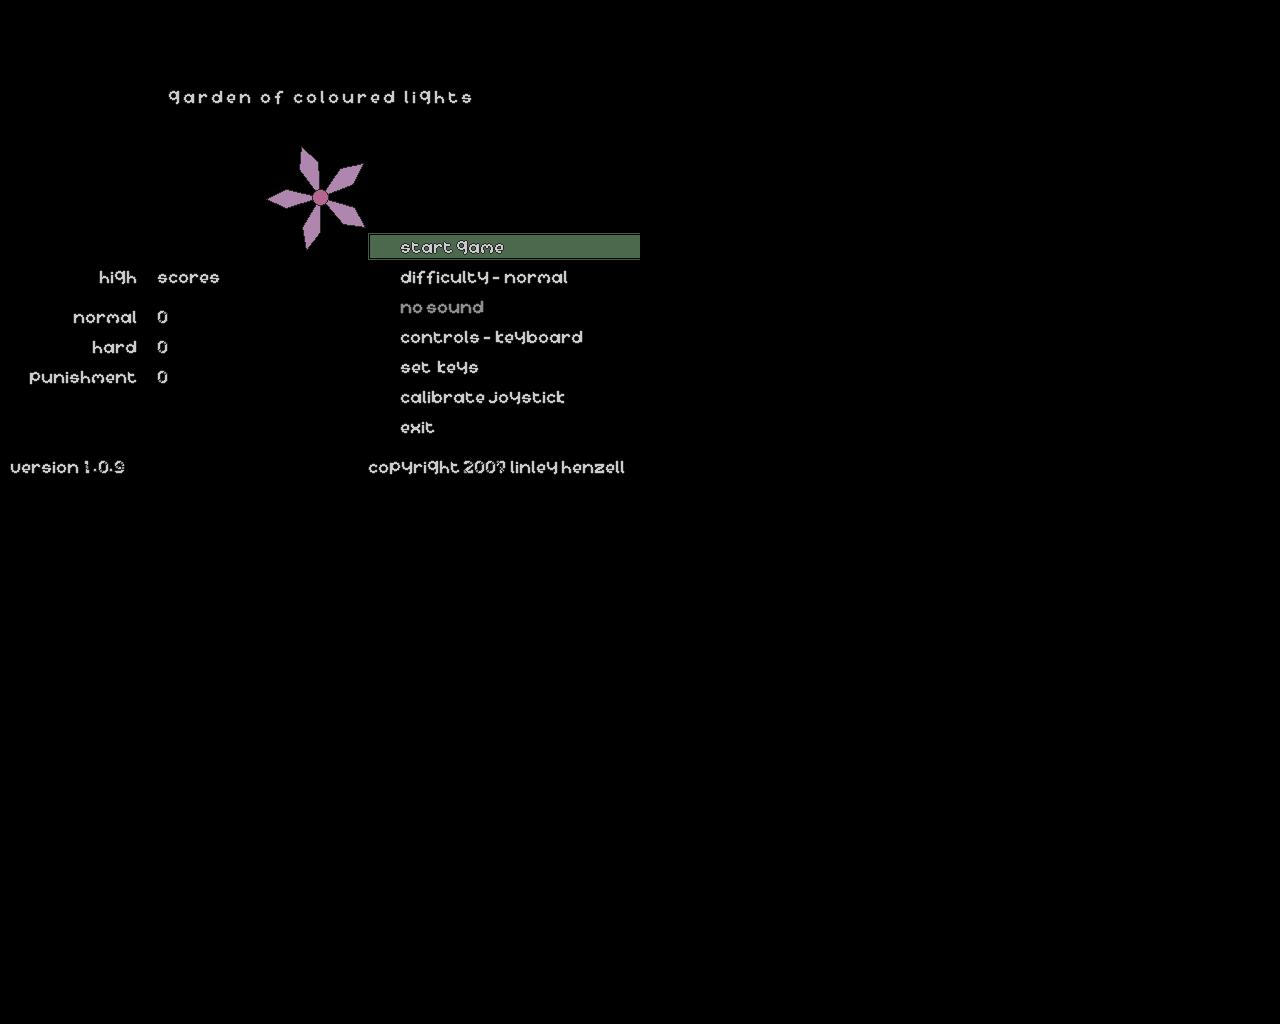 garden of coloured lights
start game
high scores
difficulty - normal
normal 0
no sound
hard 0
controls - keyboard
punishment 0
set keys
calibrate joystick
exit
version 1.0.9
copyright 2007 linley henzell